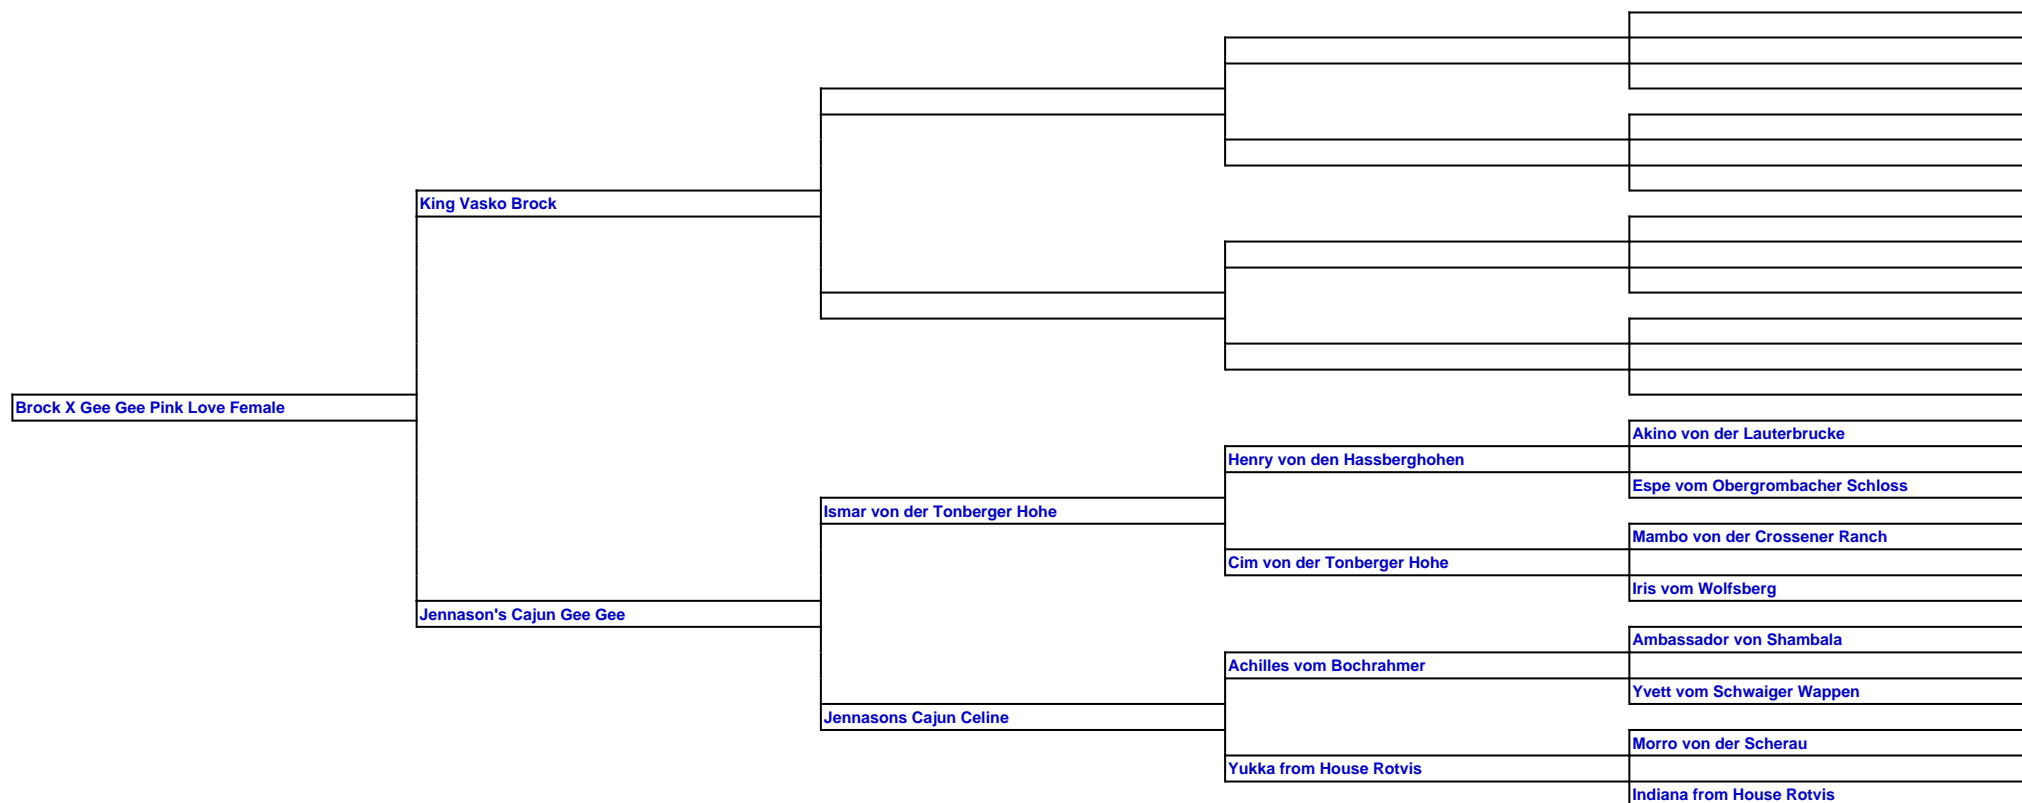 King Vasko Brock
Brock X Gee Gee Pink Love Female
Akino von der Lauterbrucke
Henry von den Hassberghohen
Espe vom Obergrombacher Schloss
Ismar von der Tonberger Hohe
Mambo von der Crossener Ranch
Cim von der Tonberger Hohe
Iris vom Wolfsberg
Jennason's Cajun Gee Gee
Ambassador von Shambala
Achilles vom Bochrahmer
Yvett vom Schwaiger Wappen
Jennasons Cajun Celine
Morro von der Scherau
Yukka from House Rotvis
Indiana from House Rotvis